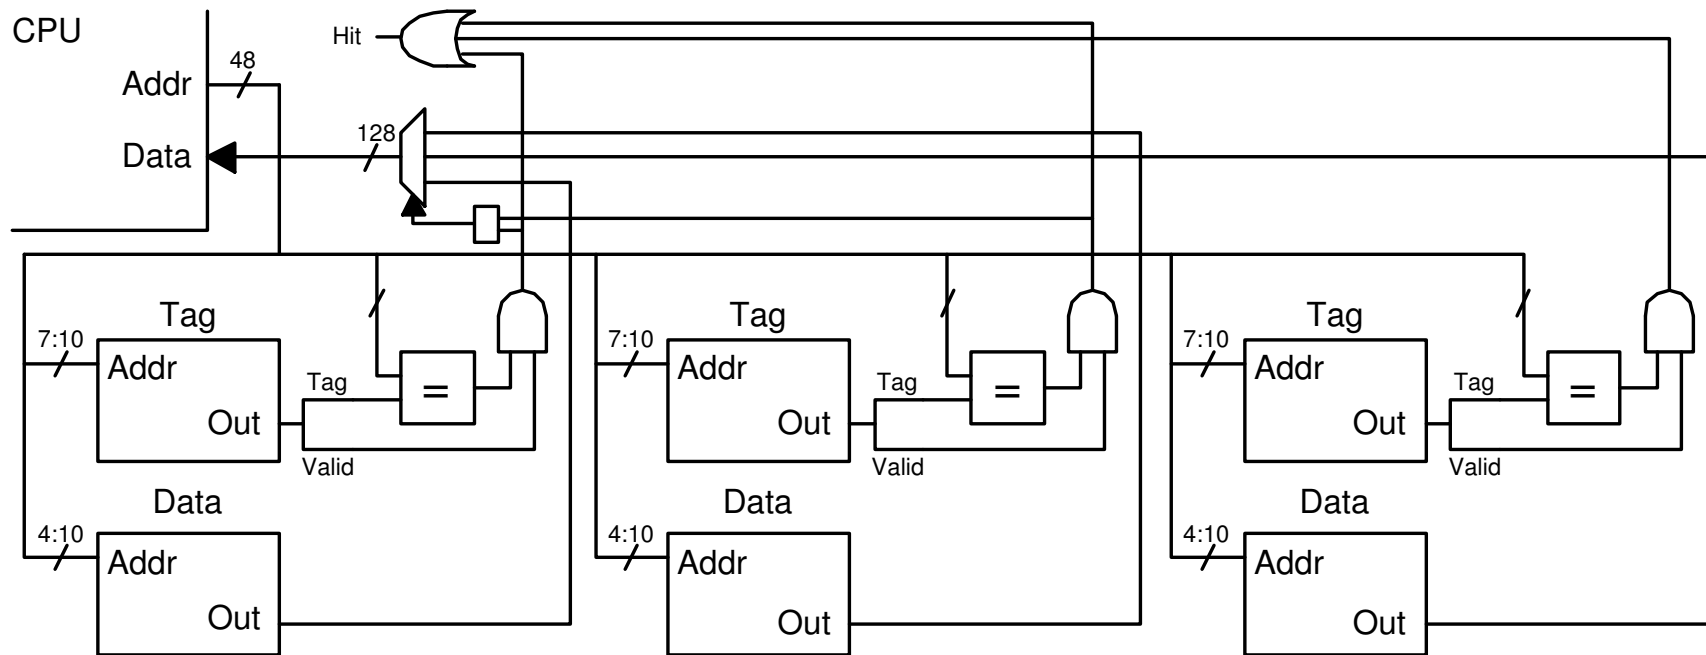 CPU
Hit
48
Addr
128
Data
Tag
Tag
Tag
7:10
Addr
Tag
=
Out
Valid
7:10
Addr
Tag
=
Out
Valid
7:10
Addr
Tag
=
Out
Valid
Data
Data
Data
4:10
Addr
Out
4:10
Addr
Out
4:10
Addr
Out